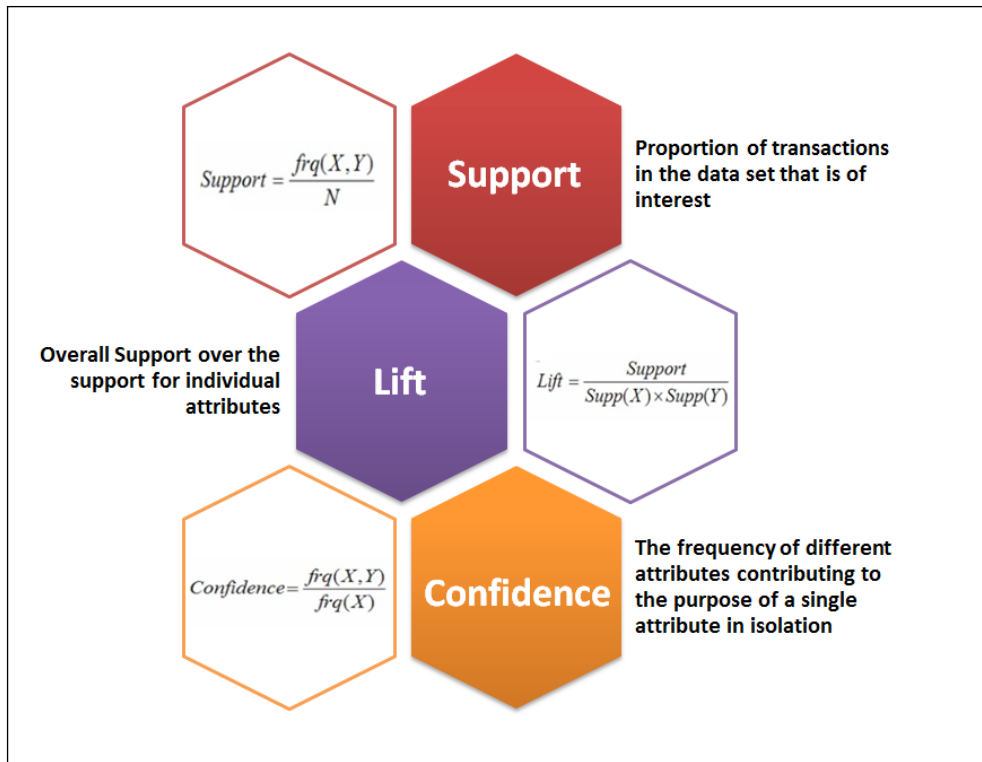 Support = frq(X,Y) / N
Support
Proportion of transactions
in the data set that is of
interest
Overall Support over the
support for individual
attributes
Lift
Lift = Support / Supp(X) × Supp(Y)
Confidence = frq(X,Y) / frq(X)
Confidence
The frequency of different
attributes contributing to
the purpose of a single
attribute in isolation